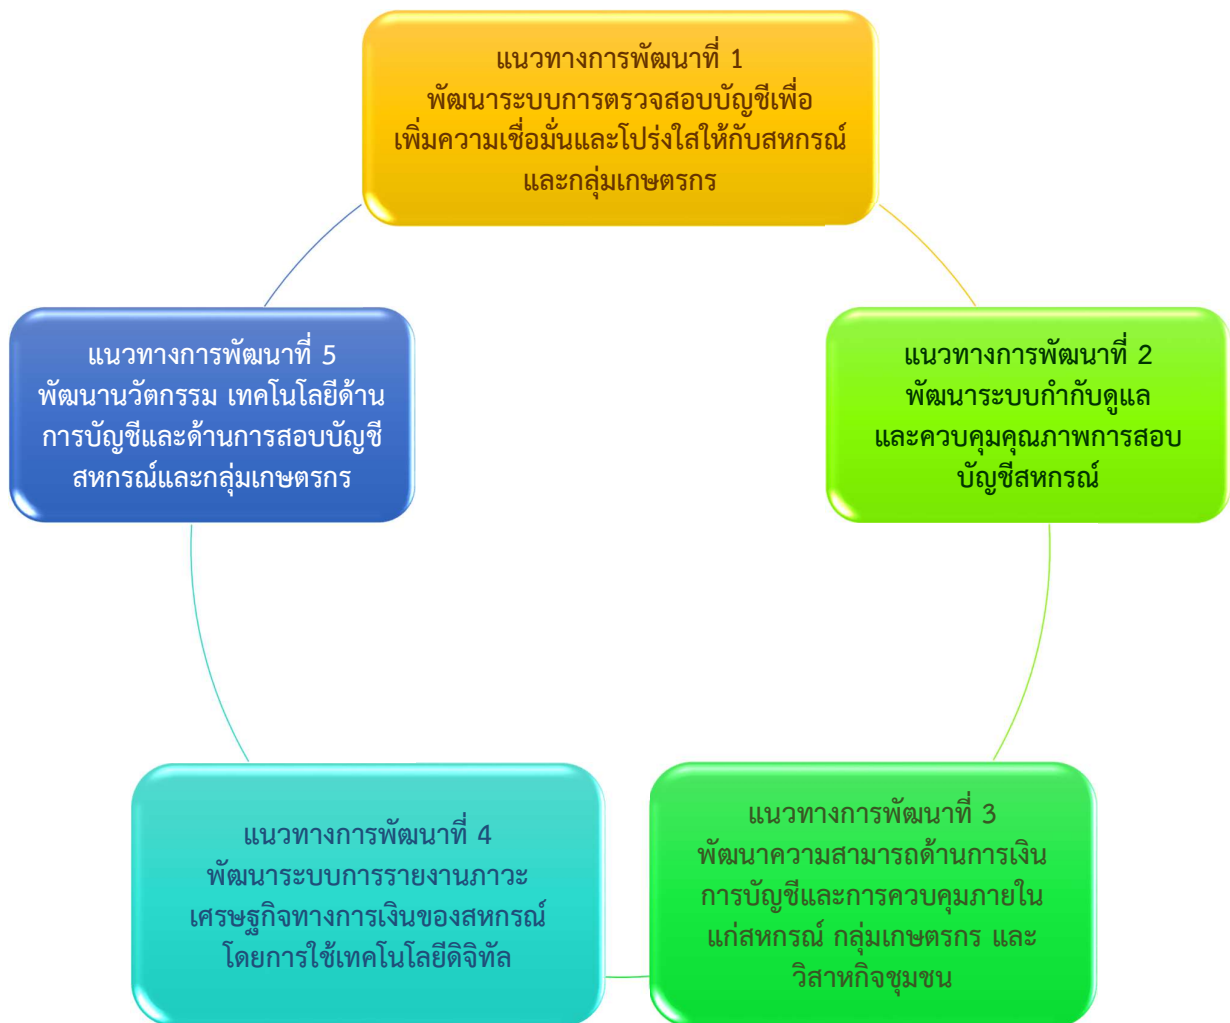 แนวทางการพัฒนาที่ 1
พัฒนาระบบการตรวจสอบบัญชีเพื่อ
เพิ่มความเชื่อมั่นและโปร่งใสให้กับสหกรณ์
และกลุ่มเกษตรกร
แนวทางการพัฒนาที่ 2
พัฒนาระบบกำกับดูแล
และควบคุมคุณภาพการสอบ
บัญชีสหกรณ์
แนวทางการพัฒนาที่ 3
พัฒนาความสามารถด้านการเงิน
การบัญชีและการควบคุมภายใน
แก่สหกรณ์ กลุ่มเกษตรกร และ
วิสาหกิจชุมชน
แนวทางการพัฒนาที่ 4
พัฒนาระบบการรายงานภาวะ
เศรษฐกิจทางการเงินของสหกรณ์
โดยการใช้เทคโนโลยีดิจิทัล
แนวทางการพัฒนาที่ 5
พัฒนานวัตกรรม เทคโนโลยีด้าน
การบัญชีและด้านการสอบบัญชี
สหกรณ์และกลุ่มเกษตรกร